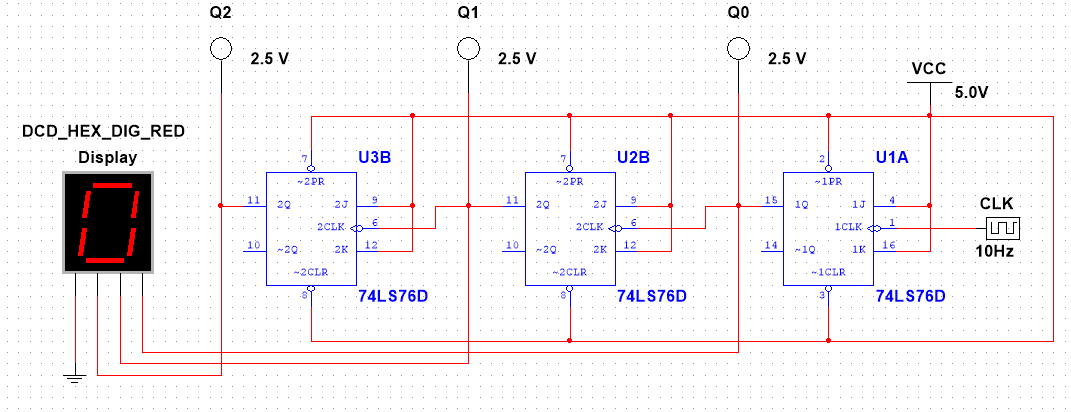 Q2
Q1
Q0
2.5 V
2.5 V
2.5 V
VCC
5.0V
DCD_HEX_DIG_RED
Display
7
U3B
7
U2B
2
U1A
~2PR
~2PR
~1PR
11
2Q
2J
9
11
2Q
2J
9
15
1Q
1J
4
CLK
2CLK
6
2CLK
6
1CLK
1
10
~2Q
2K
12
10
~2Q
2K
12
14
~1Q
1K
16
10Hz
~2CLR
~2CLR
~1CLR
8
74LS76D
8
74LS76D
3
74LS76D
0